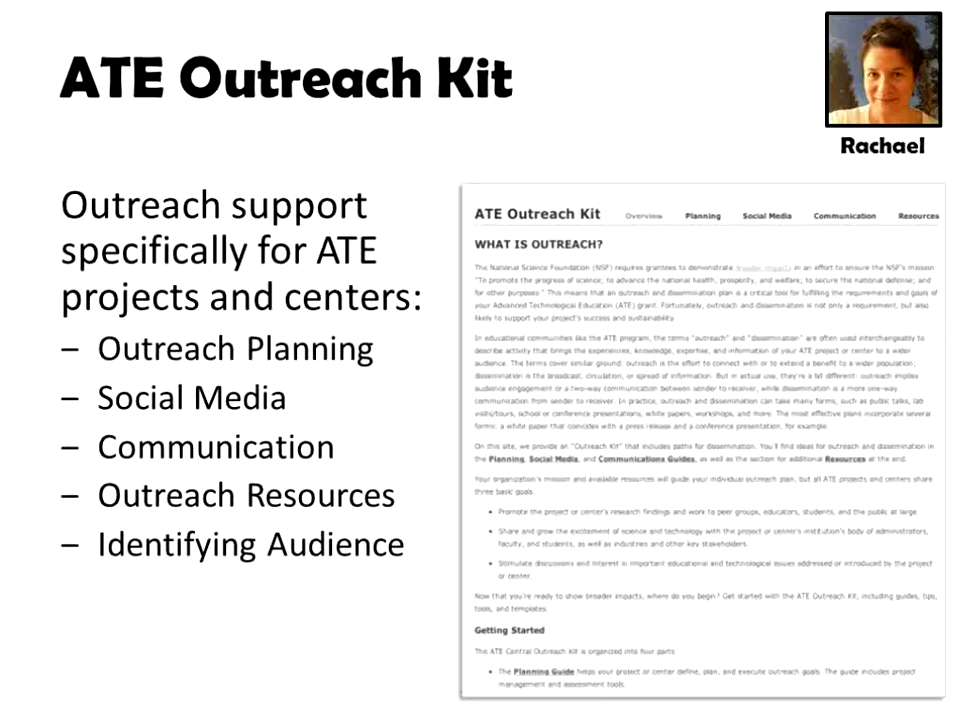 ATE Outreach Kit
Rachael
Outreach support
specifically for ATE
projects and centers:
– Outreach Planning
– Social Media
– Communication
– Outreach Resources
– Identifying Audience
ATE Outreach Kit Overview Planning Social Media Communication Resources
WHAT IS OUTREACH?
The National Science Foundation (NSF) requires grantees to demonstrate broader impacts in an effort to ensure the NSF's mission
"To promote the progress of science; to advance the national health, prosperity, and welfare; to secure the national defense; and
for other purposes." This means that an outreach and dissemination plan is a critical tool for fulfilling the requirements and goals of
your Advanced Technological Education (ATE) grant. Fortunately, outreach and dissemination is not only a requirement, but also
likely to support your project's success and sustainability.
In educational communities like the ATE program, the terms "outreach" and "dissemination" are often used interchangeably to
describe activity that brings the experiences, knowledge, expertise, and information of your ATE project or center to a wider
audience. The terms cover similar ground: outreach is the effort to connect with or to extend a benefit to a wider population;
dissemination is the broadcast, circulation, or spread of information. But in actual use, they're a bit different: outreach implies
audience engagement or a two-way communication between sender to receiver, while dissemination is a more one-way
communication from sender to receiver. In practice, outreach and dissemination can take many forms, such as public talks, lab
visits/tours, school or conference presentations, white papers, workshops, and more. The most effective plans incorporate several
forms: a white paper that coincides with a press release and a conference presentation, for example.
On this site, we provide an "Outreach Kit" that includes paths for dissemination. You'll find ideas for outreach and dissemination in
the Planning, Social Media, and Communications Guides, as well as the section for additional Resources at the end.
Your organization's mission and available resources will guide your individual outreach plan, but all ATE projects and centers share
three basic goals
• Promote the project or center's research findings and work to peer groups, educators, students, and the public at large.
• Share and grow the excitement of science and technology with the project or center's institution's body of administrators,
faculty, and students, as well as industries and other key stakeholders.
• Stimulate discussions and interest in important educational and technological issues addressed or introduced by the project
or center.
Now that you're ready to show broader impacts, where do you begin? Get started with the ATE Outreach Kit, including guides, tips,
tools, and templates.
Getting Started
The ATE Central Outreach Kit is organized into four parts
• The Planning Guide helps your project or center define, plan, and execute outreach goals. The guide includes project
management and assessment tools.